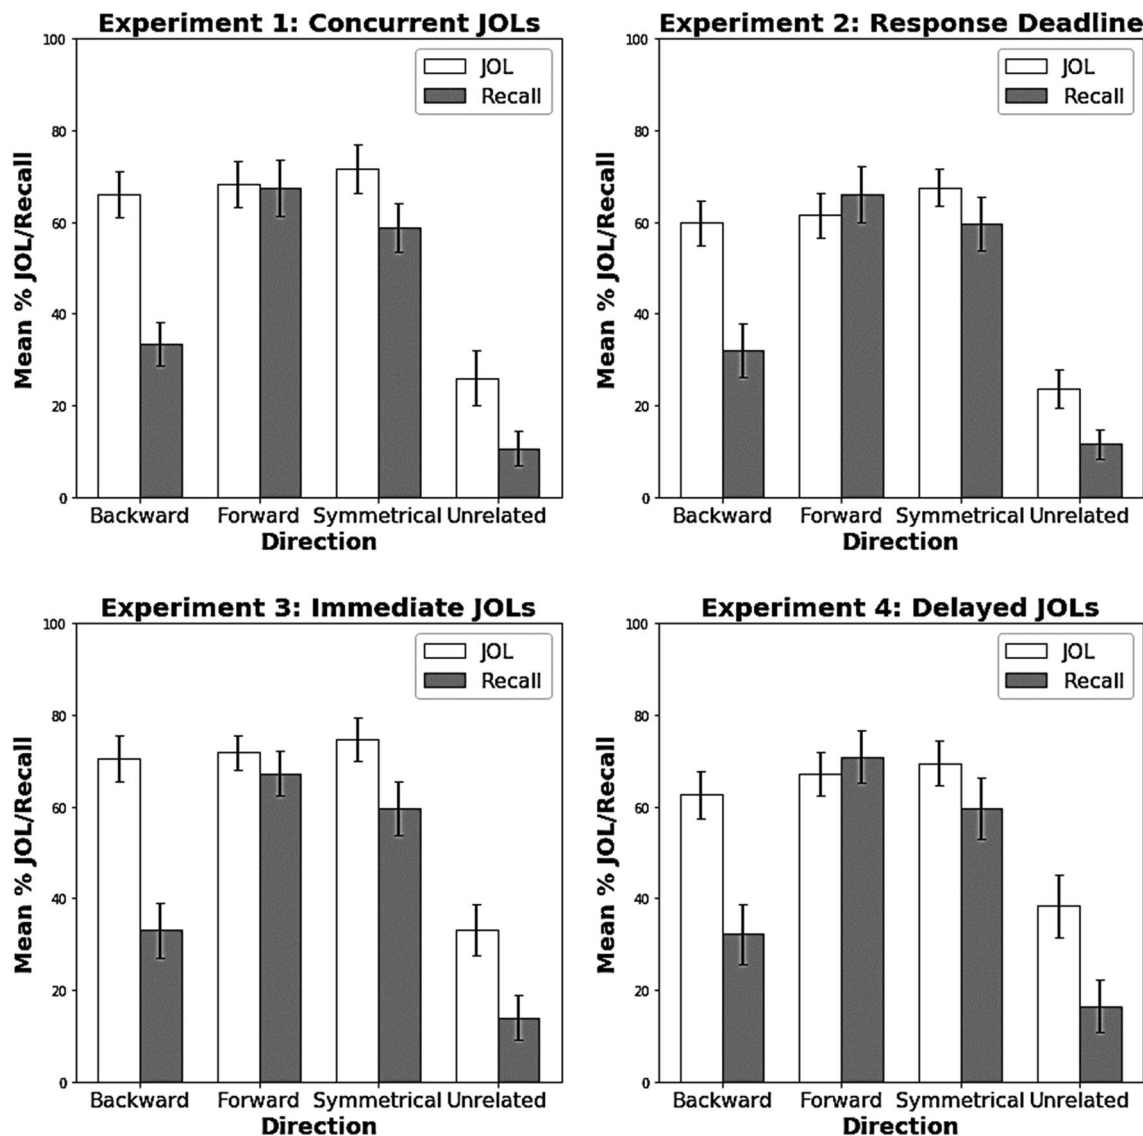 Experiment 1: Concurrent JOLs
100
80
60
40
20
0
Mean % JOL/Recall
JOL
Recall
Backward Forward Symmetrical Unrelated
Direction
Experiment 2: Response Deadline
100
80
60
40
20
0
Mean % JOL/Recall
JOL
Recall
Backward Forward Symmetrical Unrelated
Direction
Experiment 3: Immediate JOLs
100
80
60
40
20
0
Mean % JOL/Recall
JOL
Recall
Backward Forward Symmetrical Unrelated
Direction
Experiment 4: Delayed JOLs
100
80
60
40
20
0
Mean % JOL/Recall
JOL
Recall
Backward Forward Symmetrical Unrelated
Direction